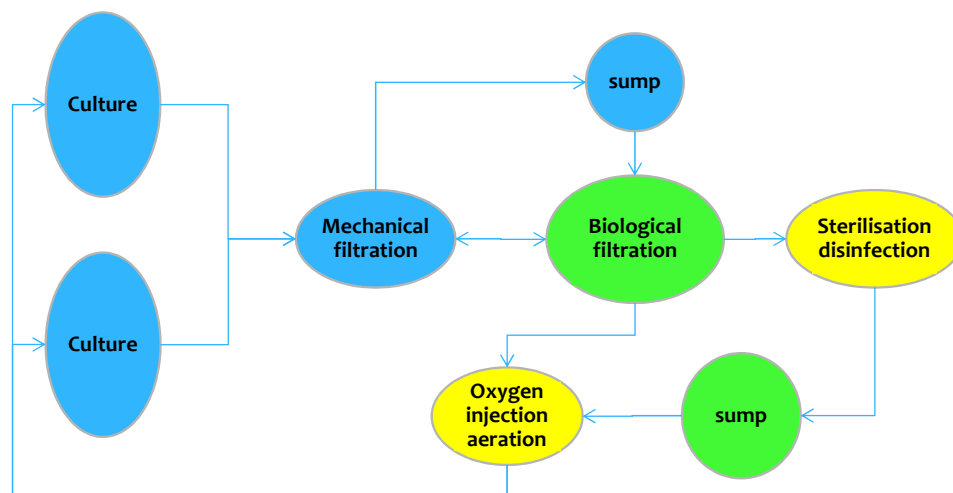 sump
Culture
Mechanical
filtration
Biological
filtration
Sterilisation
disinfection
Culture
Oxygen
injection
aeration
sump